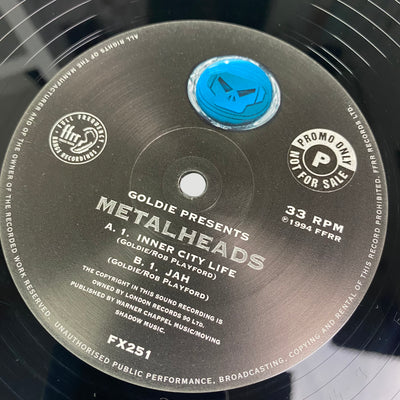 ALL RIGHTS OF THE MANUFACTURER AND OF THE OWNER OF THE RECORDED WORK RESERVED. UNAUTHORISED PUBLIC PERFORMANCE, BROADCASTING, COPYING AND RENTAL OF THIS RECORD PROHIBITED. FFRR RECORDS LTD.
FULL FREQUENCY
ffrr
RANGE RECORDINGS
PROMO ONLY
P
NOT FOR SALE
GOLDIE PRESENTS
METALHEADS
33 RPM
℗1994 FFRR
A. 1. INNER CITY LIFE
(GOLDIE/ROB PLAYFORD)
B. 1. JAH
(GOLDIE/ROB PLAYFORD)
THE COPYRIGHT IN THIS SOUND RECORDING IS
OWNED BY LONDON RECORDS 90 LTD.
PUBLISHED BY WARNER CHAPPEL MUSIC/MOVING
SHADOW MUSIC.
FX251